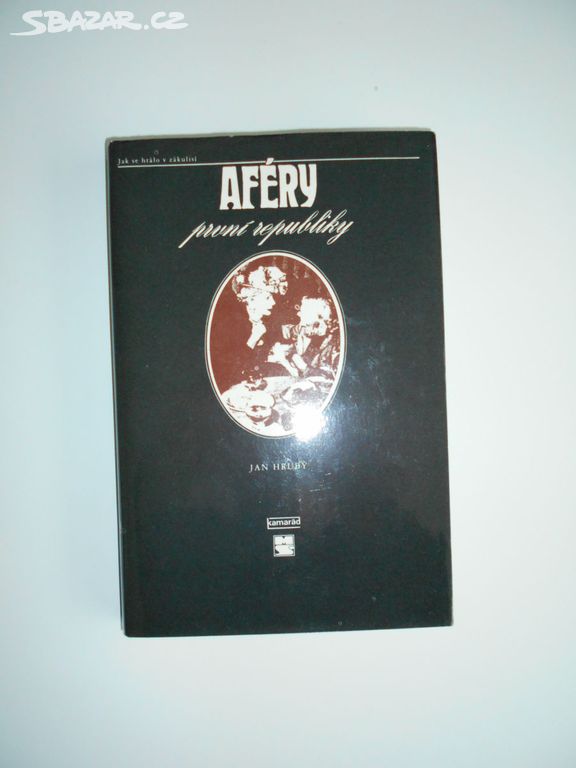 SBAZAR.CZ
Jak se hrálo v zákulisí
AFÉRY
první republiky
JAN HRUBÝ
kamarád